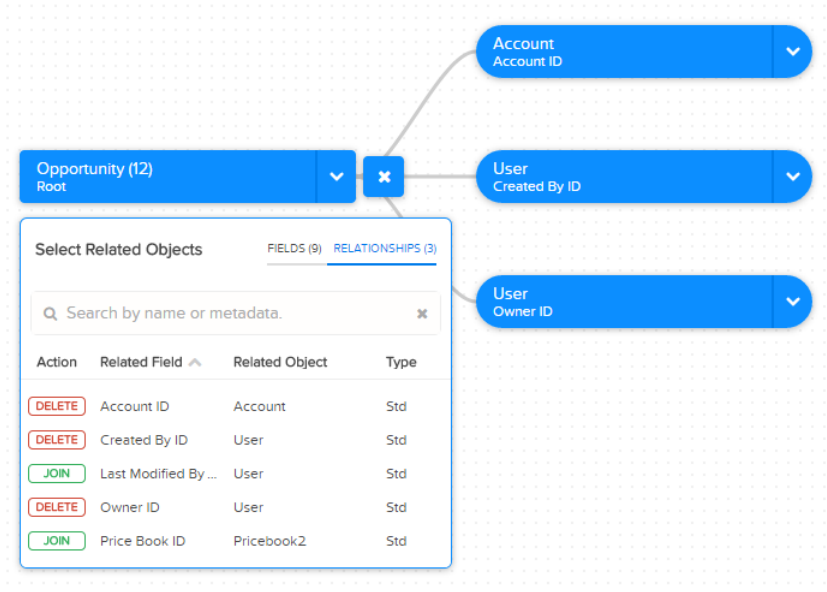 Account
Account ID
Opportunity (12)
Root
User
Created By ID
Select Related Objects FIELDS (9) RELATIONSHIPS (3)
User
Owner ID
Search by name or metadata.
Action Related Field Related Object Type
DELETE Account ID Account Std
DELETE Created By ID User Std
JOIN Last Modified By ... User Std
DELETE Owner ID User Std
JOIN Price Book ID Pricebook2 Std